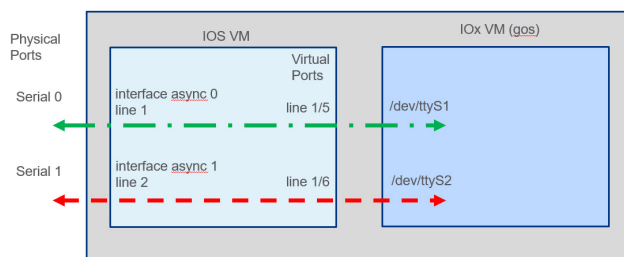 Physical
Ports
IOS VM
IOx VM (gos)
Virtual
Ports
Serial 0
interface async 0
line 1
line 1/5
/dev/ttyS1
Serial 1
interface async 1
line 2
line 1/6
/dev/ttyS2